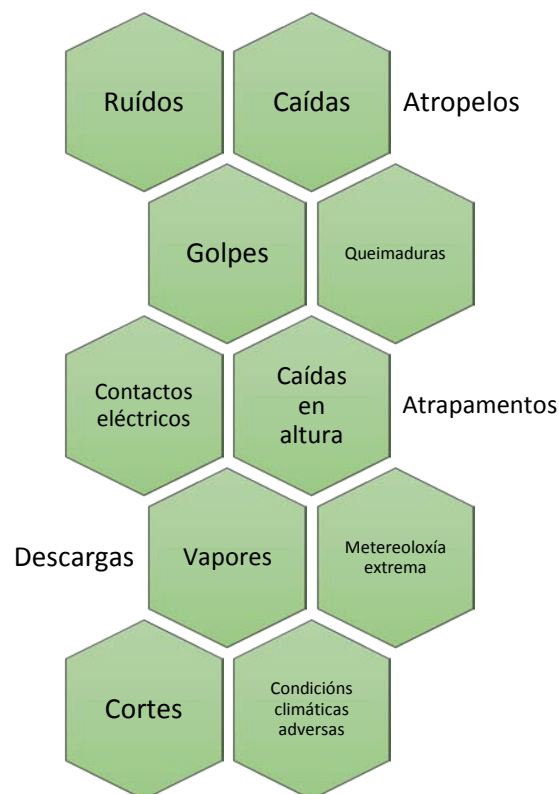 Ruídos
Caídas
Atropelos
Golpes
Queimaduras
Contactos
eléctricos
Caídas
en
altura
Atrapamentos
Descargas
Vapores
Metereoloxía
extrema
Cortes
Condicións
climáticas
adversas